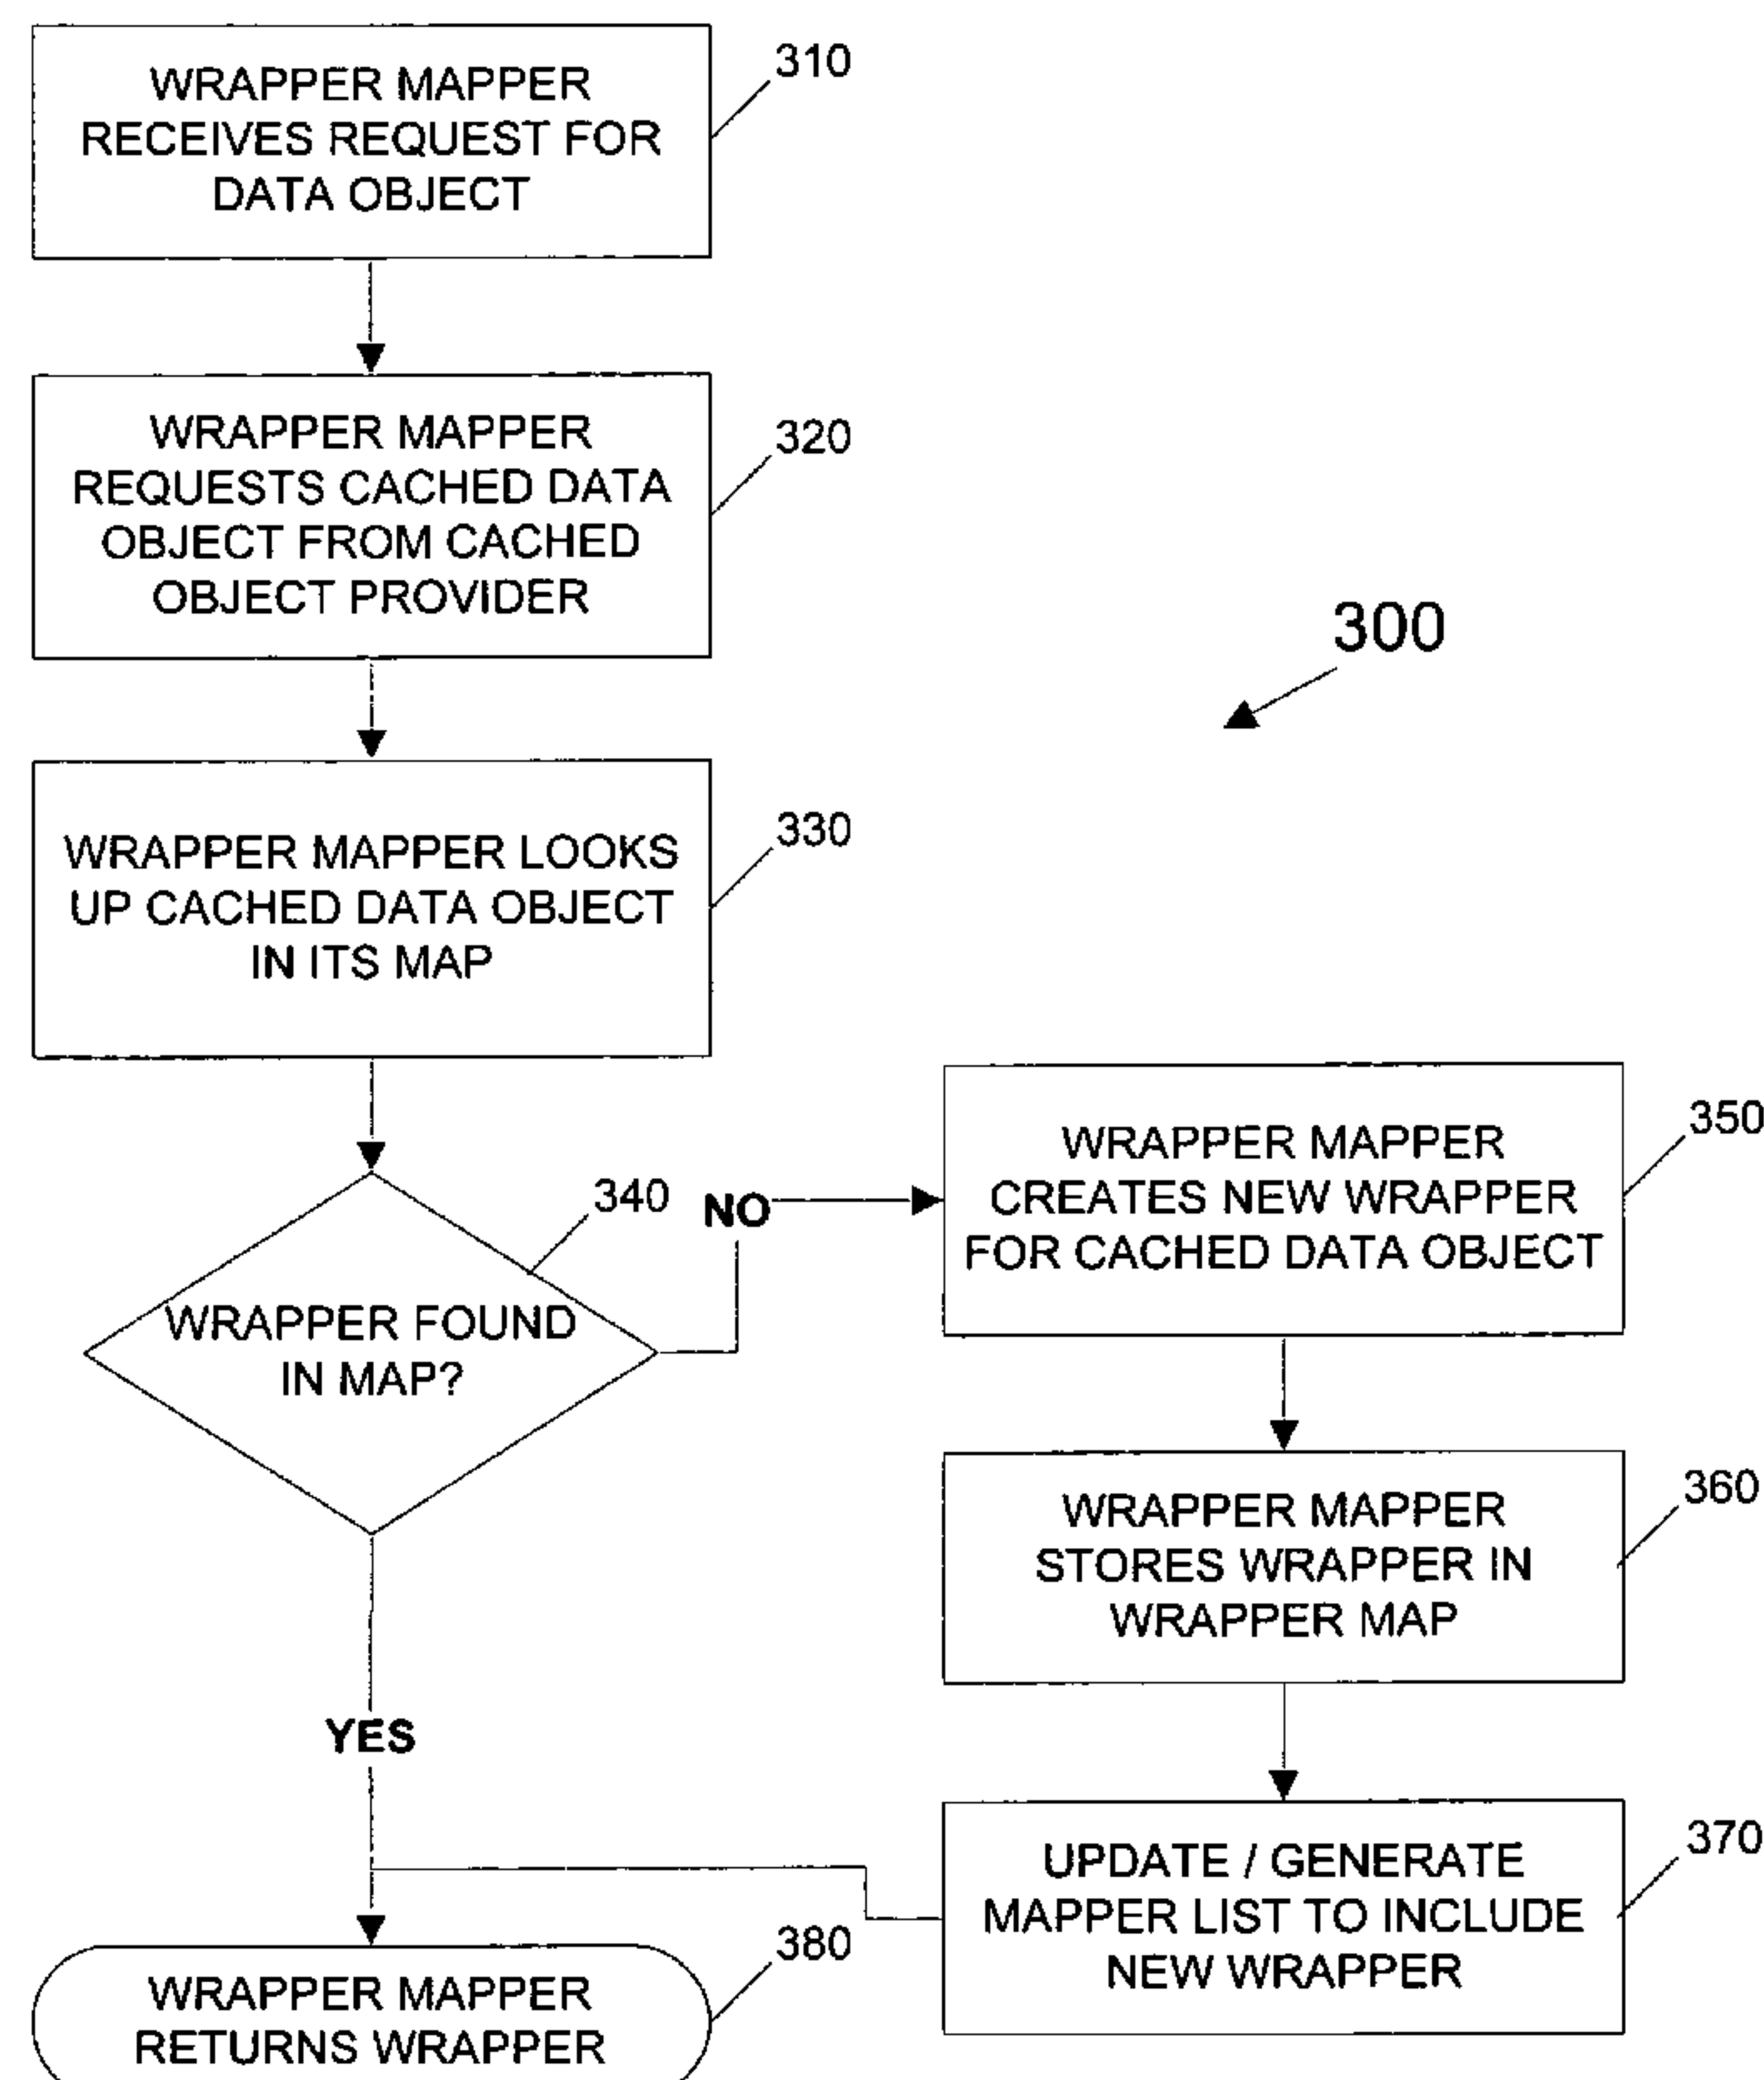 WRAPPER MAPPER
RECEIVES REQUEST FOR
DATA OBJECT
310
WRAPPER MAPPER
REQUESTS CACHED DATA
OBJECT FROM CACHED
OBJECT PROVIDER
320
300
WRAPPER MAPPER LOOKS
UP CACHED DATA OBJECT
IN ITS MAP
330
WRAPPER FOUND
IN MAP?
340
NO
WRAPPER MAPPER
CREATES NEW WRAPPER
FOR CACHED DATA OBJECT
350
WRAPPER MAPPER
STORES WRAPPER IN
WRAPPER MAP
360
YES
UPDATE / GENERATE
MAPPER LIST TO INCLUDE
NEW WRAPPER
370
WRAPPER MAPPER
RETURNS WRAPPER
380